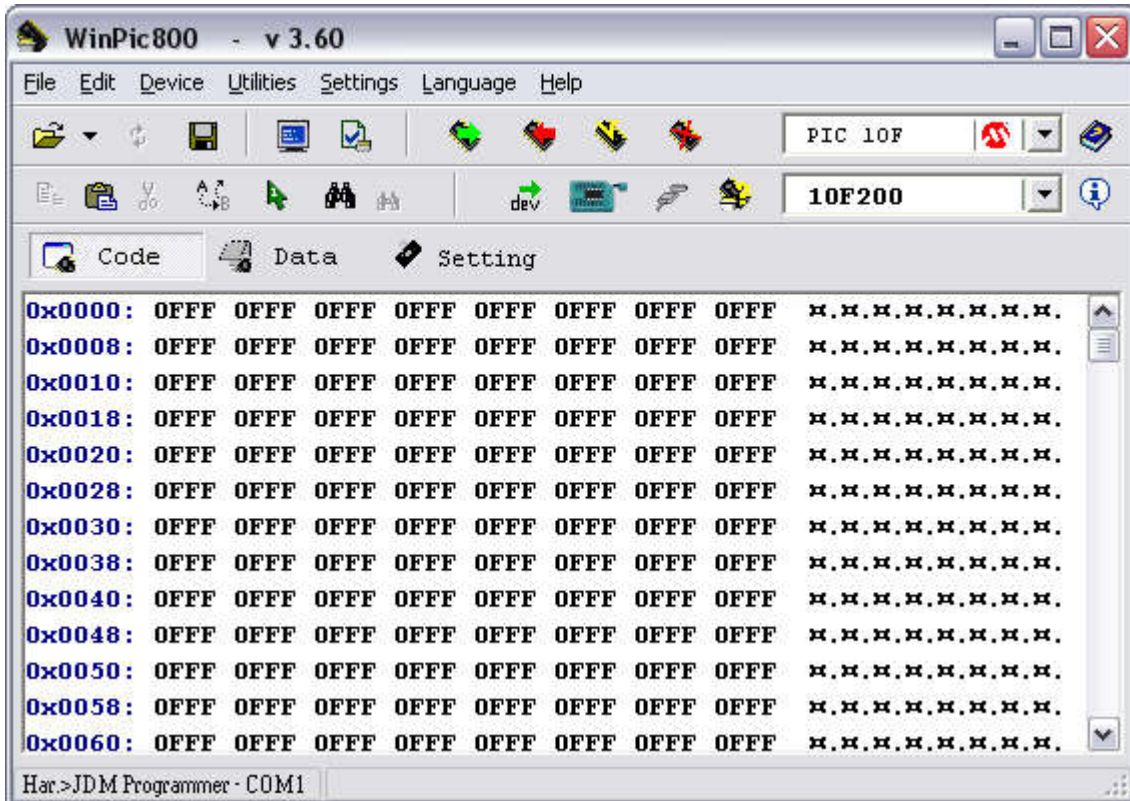 WinPic800 - v 3.60
File Edit Device Utilities Settings Language Help
PIC 10F
A B dev 10F200
Code Data Setting
0x0000: 0FFF 0FFF 0FFF 0FFF 0FFF 0FFF 0FFF 0FFF ¤.¤.¤.¤.¤.¤.¤.¤.
0x0008: 0FFF 0FFF 0FFF 0FFF 0FFF 0FFF 0FFF 0FFF ¤.¤.¤.¤.¤.¤.¤.¤.
0x0010: 0FFF 0FFF 0FFF 0FFF 0FFF 0FFF 0FFF 0FFF ¤.¤.¤.¤.¤.¤.¤.¤.
0x0018: 0FFF 0FFF 0FFF 0FFF 0FFF 0FFF 0FFF 0FFF ¤.¤.¤.¤.¤.¤.¤.¤.
0x0020: 0FFF 0FFF 0FFF 0FFF 0FFF 0FFF 0FFF 0FFF ¤.¤.¤.¤.¤.¤.¤.¤.
0x0028: 0FFF 0FFF 0FFF 0FFF 0FFF 0FFF 0FFF 0FFF ¤.¤.¤.¤.¤.¤.¤.¤.
0x0030: 0FFF 0FFF 0FFF 0FFF 0FFF 0FFF 0FFF 0FFF ¤.¤.¤.¤.¤.¤.¤.¤.
0x0038: 0FFF 0FFF 0FFF 0FFF 0FFF 0FFF 0FFF 0FFF ¤.¤.¤.¤.¤.¤.¤.¤.
0x0040: 0FFF 0FFF 0FFF 0FFF 0FFF 0FFF 0FFF 0FFF ¤.¤.¤.¤.¤.¤.¤.¤.
0x0048: 0FFF 0FFF 0FFF 0FFF 0FFF 0FFF 0FFF 0FFF ¤.¤.¤.¤.¤.¤.¤.¤.
0x0050: 0FFF 0FFF 0FFF 0FFF 0FFF 0FFF 0FFF 0FFF ¤.¤.¤.¤.¤.¤.¤.¤.
0x0058: 0FFF 0FFF 0FFF 0FFF 0FFF 0FFF 0FFF 0FFF ¤.¤.¤.¤.¤.¤.¤.¤.
0x0060: 0FFF 0FFF 0FFF 0FFF 0FFF 0FFF 0FFF 0FFF ¤.¤.¤.¤.¤.¤.¤.¤.
Har.>JDM Programmer - COM1